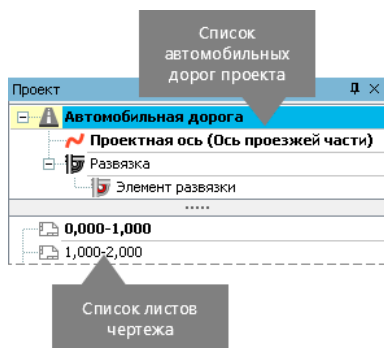 Список
автомобильных
дорог проекта
Проект
Автомобильная дорога
Проектная ось (Ось проезжей части)
Развязка
Элемент развязки
0,000-1,000
1,000-2,000
Список листов
чертежа